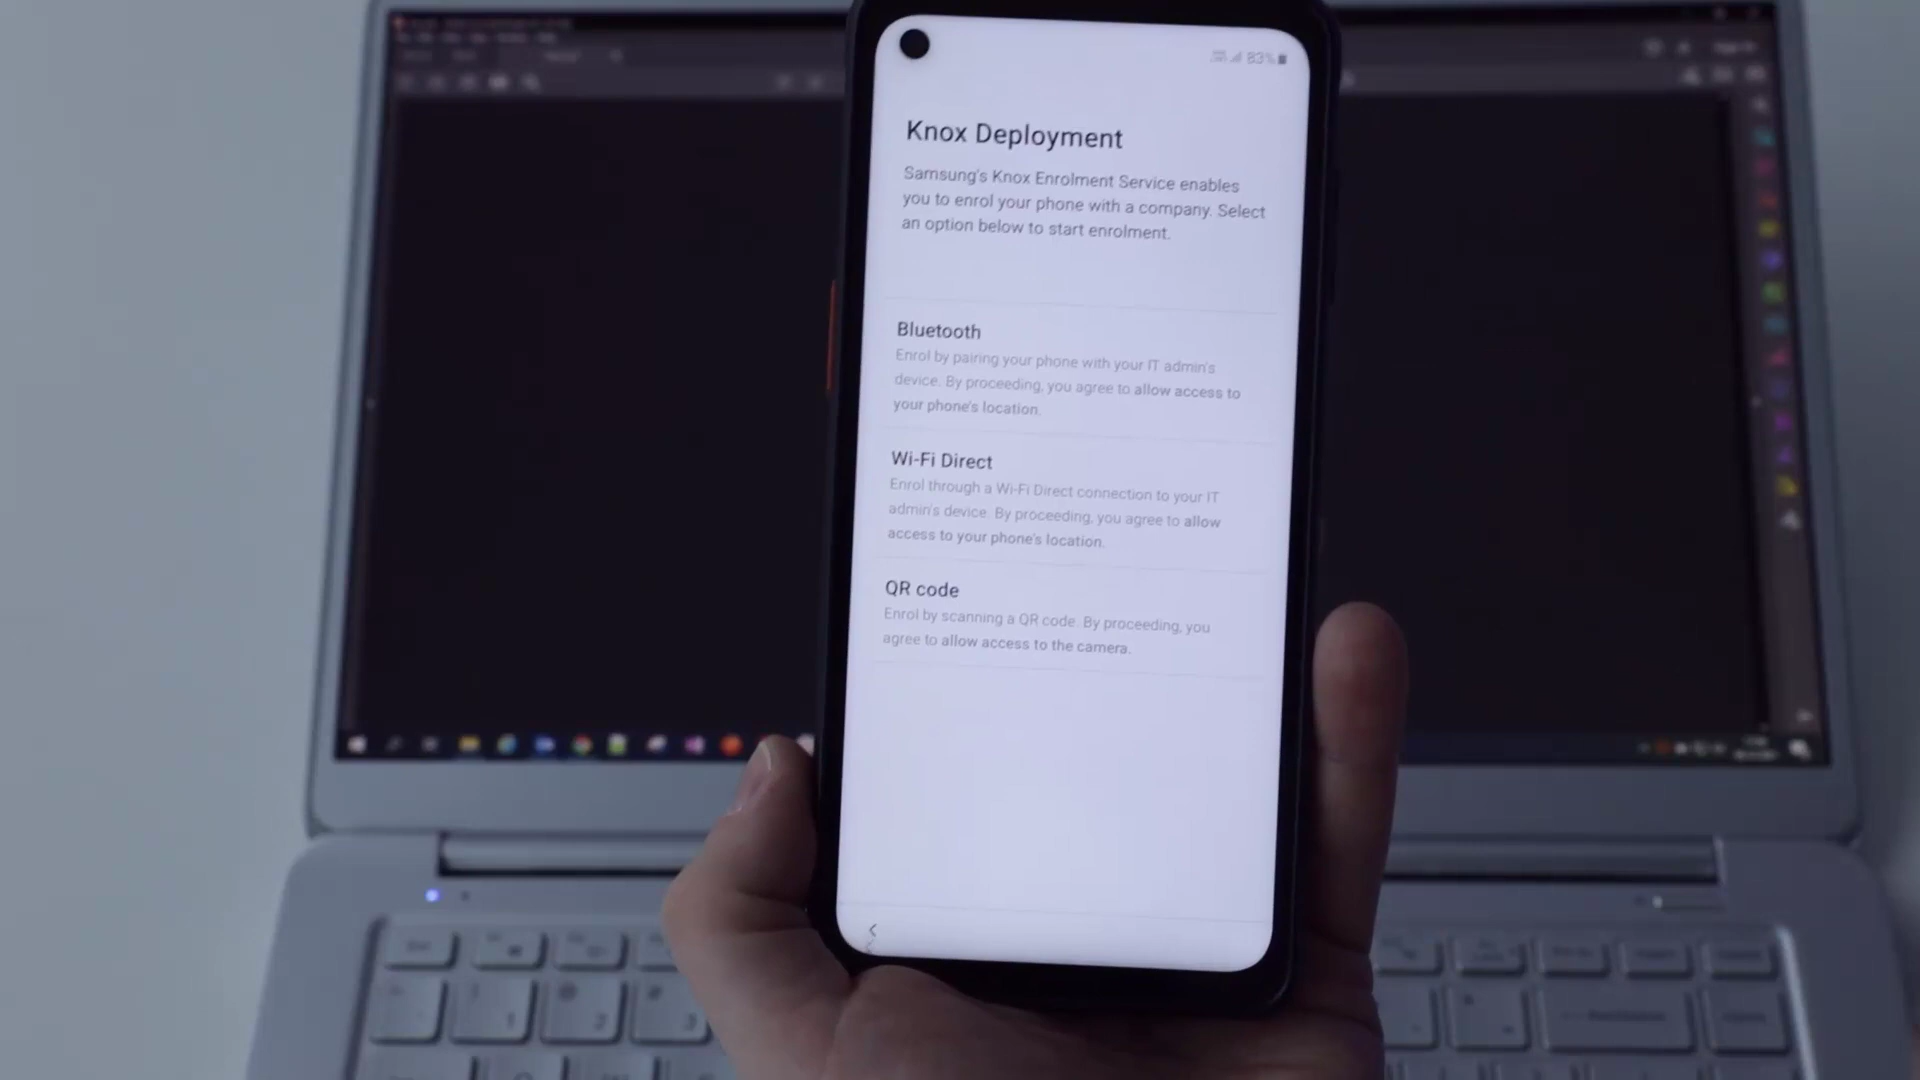 83%
Knox Deployment
Samsung's Knox Enrolment Service enables
you to enrol your phone with a company. Select
an option below to start enrolment.
Bluetooth
Enrol by pairing your phone with your IT admin's
device. By proceeding, you agree to allow access to
your phone's location.
Wi-Fi Direct
Enrol through a Wi-Fi Direct connection to your IT
admin's device. By proceeding, you agree to allow
access to your phone's location.
QR code
Enrol by scanning a QR code. By proceeding, you
agree to allow access to the camera.
1
2
3